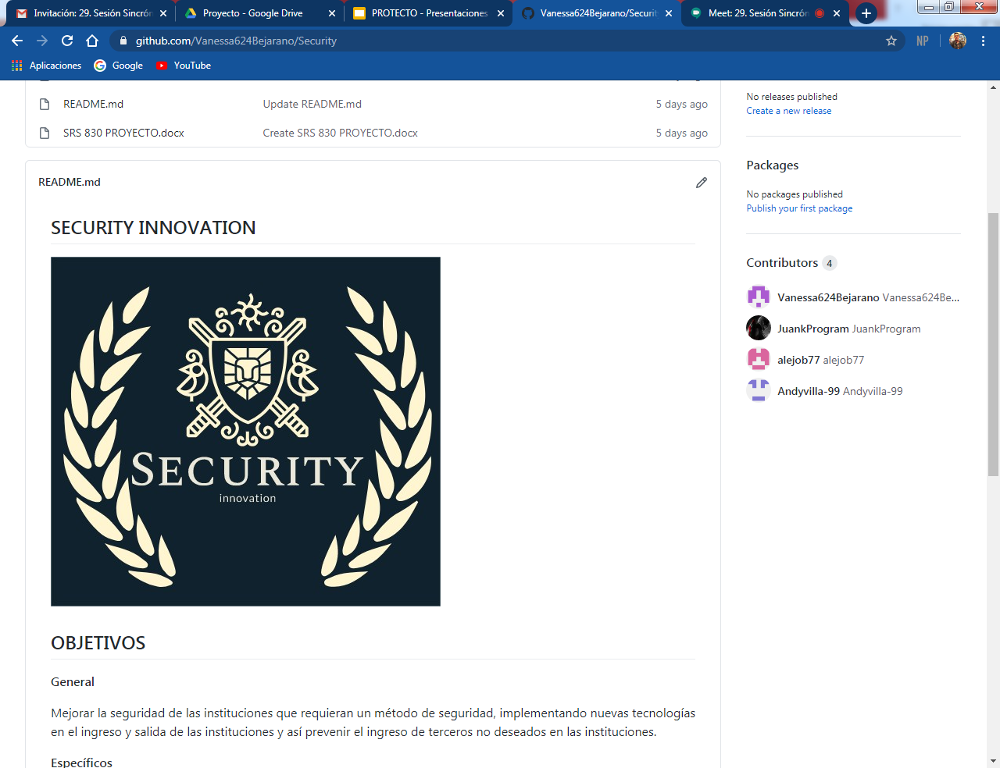 Invitación: 29. Sesión Sincrón
Proyecto - Google Drive
PROTECTO - Presentaciones
Vanessa624Bejarano/Securit
Meet: 29. Sesión Sincrón
github.com/Vanessa624Bejarano/Security
NP
Aplicaciones
Google
YouTube
README.md
Update README.md
5 days ago
SRS 830 PROYECTO.docx
Create SRS 830 PROYECTO.docx
5 days ago
README.md
SECURITY INNOVATION
SECURITY
innovation
OBJETIVOS
General
Mejorar la seguridad de las instituciones que requieran un método de seguridad, implementando nuevas tecnologías
en el ingreso y salida de las instituciones y así prevenir el ingreso de terceros no deseados en las instituciones.
Específicos
No releases published
Create a new release
Packages
No packages published
Publish your first package
Contributors 4
Vanessa624Bejarano Vanessa624Be...
JuankProgram JuankProgram
alejob77 alejob77
Andyvilla-99 Andyvilla-99